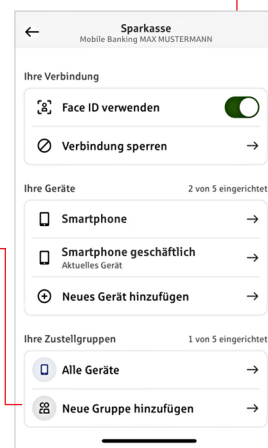 Sparkasse
Mobile Banking MAX MUSTERMANN
Ihre Verbindung
Face ID verwenden
Verbindung sperren
Ihre Geräte 2 von 5 eingerichtet
Smartphone
Smartphone geschäftlich
Aktuelles Gerät
Neues Gerät hinzufügen
Ihre Zustellgruppen 1 von 5 eingerichtet
Alle Geräte
Neue Gruppe hinzufügen